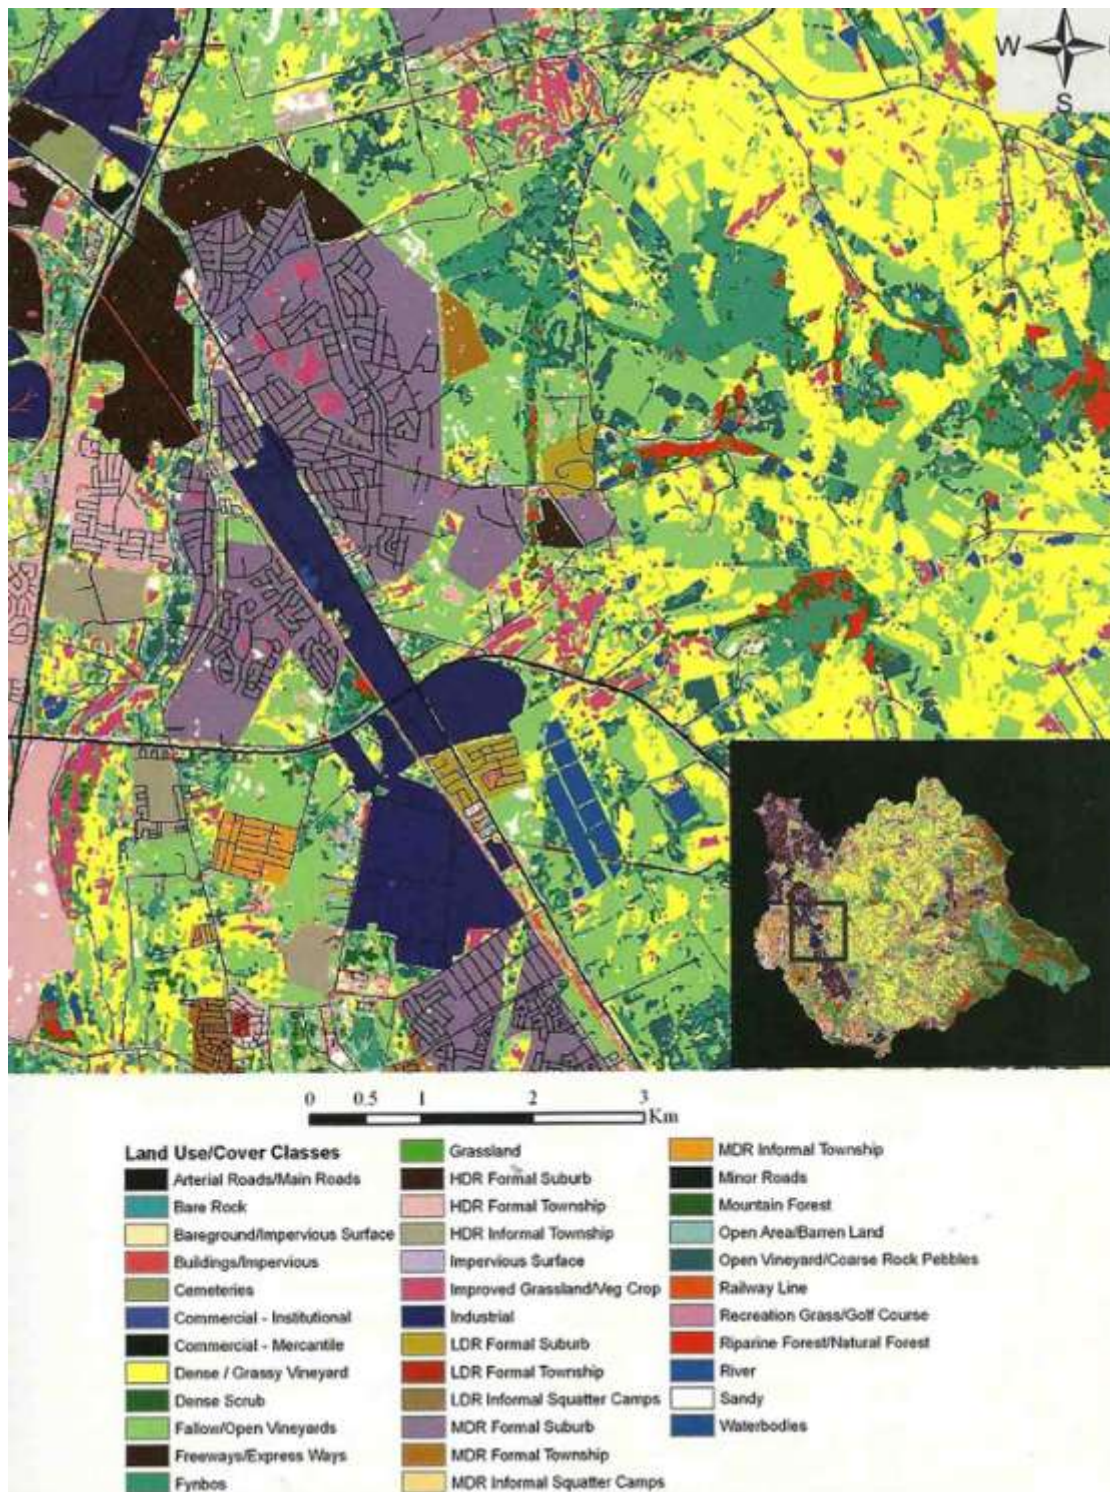 W
S
0 0.5 1 2 3
Km
Land Use/Cover Classes
Arterial Roads/Main Roads
Bare Rock
Bareground/Impervious Surface
Buildings/Impervious
Cemeteries
Commercial - Institutional
Commercial - Mercantile
Dense / Grassy Vineyard
Dense Scrub
Fallow/Open Vineyards
Freeways/Express Ways
Fynbos
Grassland
HDR Formal Suburb
HDR Formal Township
HDR Informal Township
Impervious Surface
Improved Grassland/Veg Crop
Industrial
LDR Formal Suburb
LDR Formal Township
LDR Informal Squatter Camps
MDR Formal Suburb
MDR Formal Township
MDR Informal Squatter Camps
MDR Informal Township
Minor Roads
Mountain Forest
Open Area/Barren Land
Open Vineyard/Coarse Rock Pebbles
Railway Line
Recreation Grass/Golf Course
Riparine Forest/Natural Forest
River
Sandy
Waterbodies